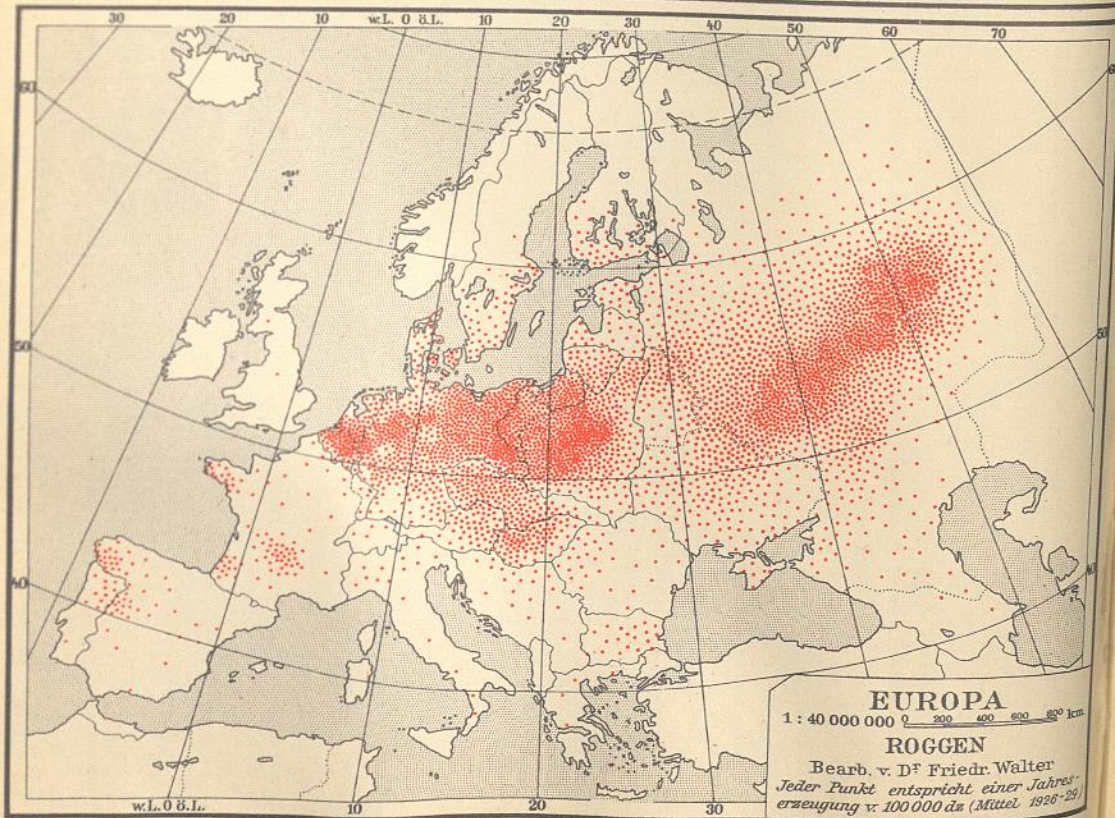 30 20 10 w.L. 0 ö.L. 10 20 30 40 50 60 70
60
50
50
40
40
w.L. 0 ö.L. 10 20 30
EUROPA
1 : 40 000 000 0 200 400 600 800 km
ROGGEN
Bearb. v. Dr Friedr. Walter
Jeder Punkt entspricht einer Jahres-
erzeugung v. 100 000 dz (Mittel 1926-29)